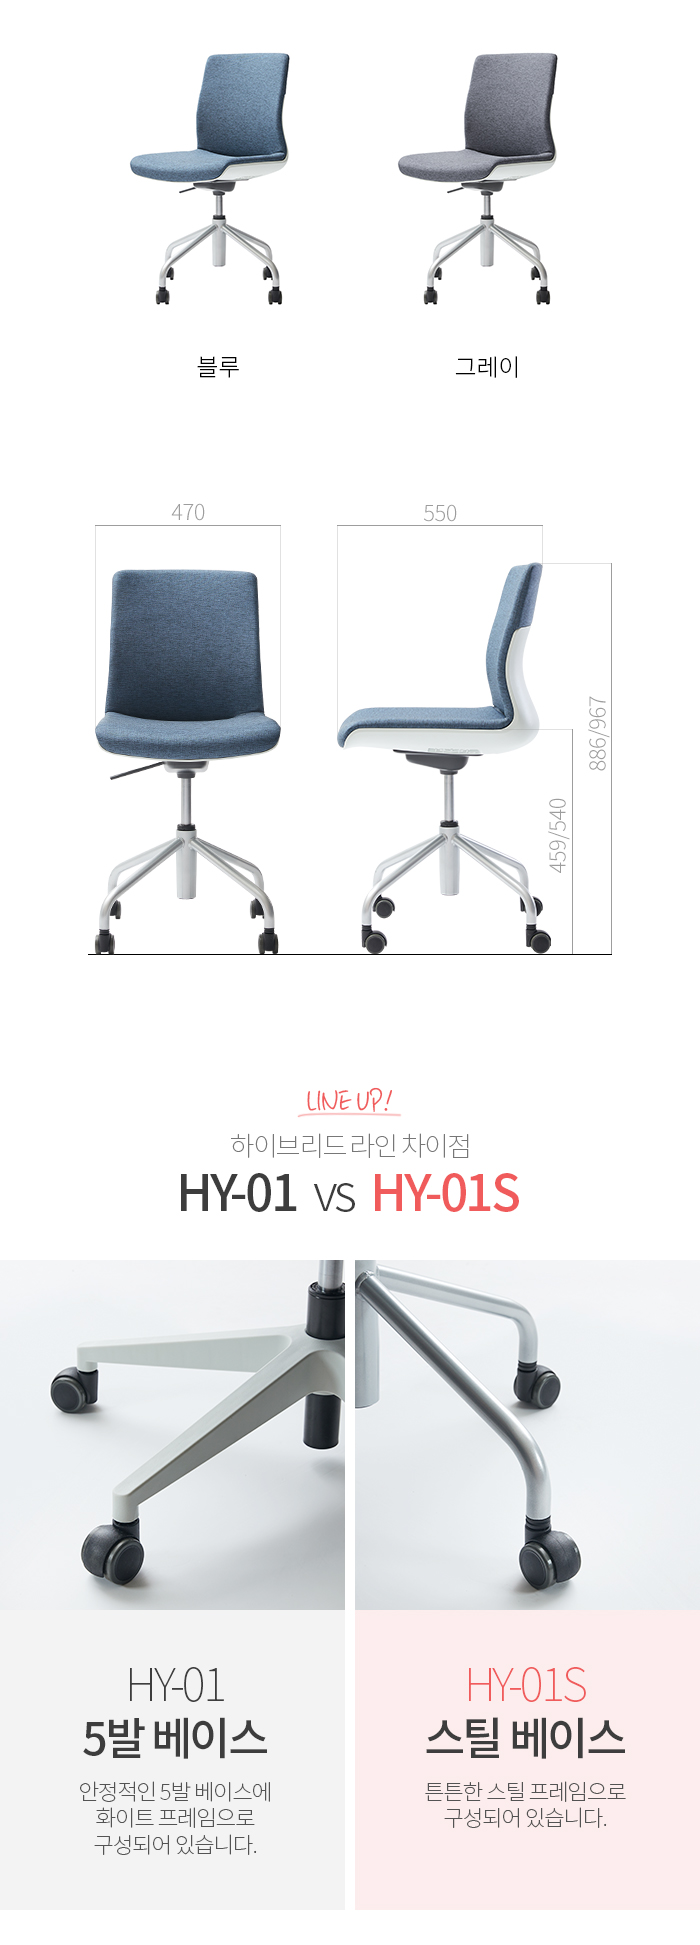 블루
그레이
470
550
886/967
459/540
LINE UP!
하이브리드 라인 차이점
HY-01 VS HY-01S
HY-01
5발 베이스
안정적인 5발 베이스에
화이트 프레임으로
구성되어 있습니다.
HY-01S
스틸 베이스
튼튼한 스틸 프레임으로
구성되어 있습니다.